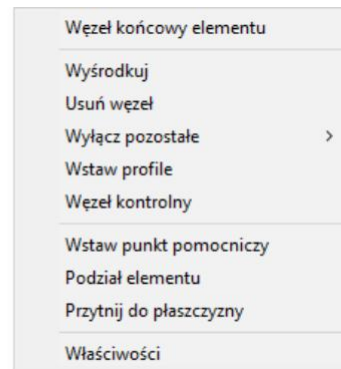 Węzeł końcowy elementu
Wyśrodkuj
Usuń węzeł
Wyłącz pozostałe
Wstaw profile
Węzeł kontrolny
Wstaw punkt pomocniczy
Podział elementu
Przytnij do płaszczyzny
Właściwości